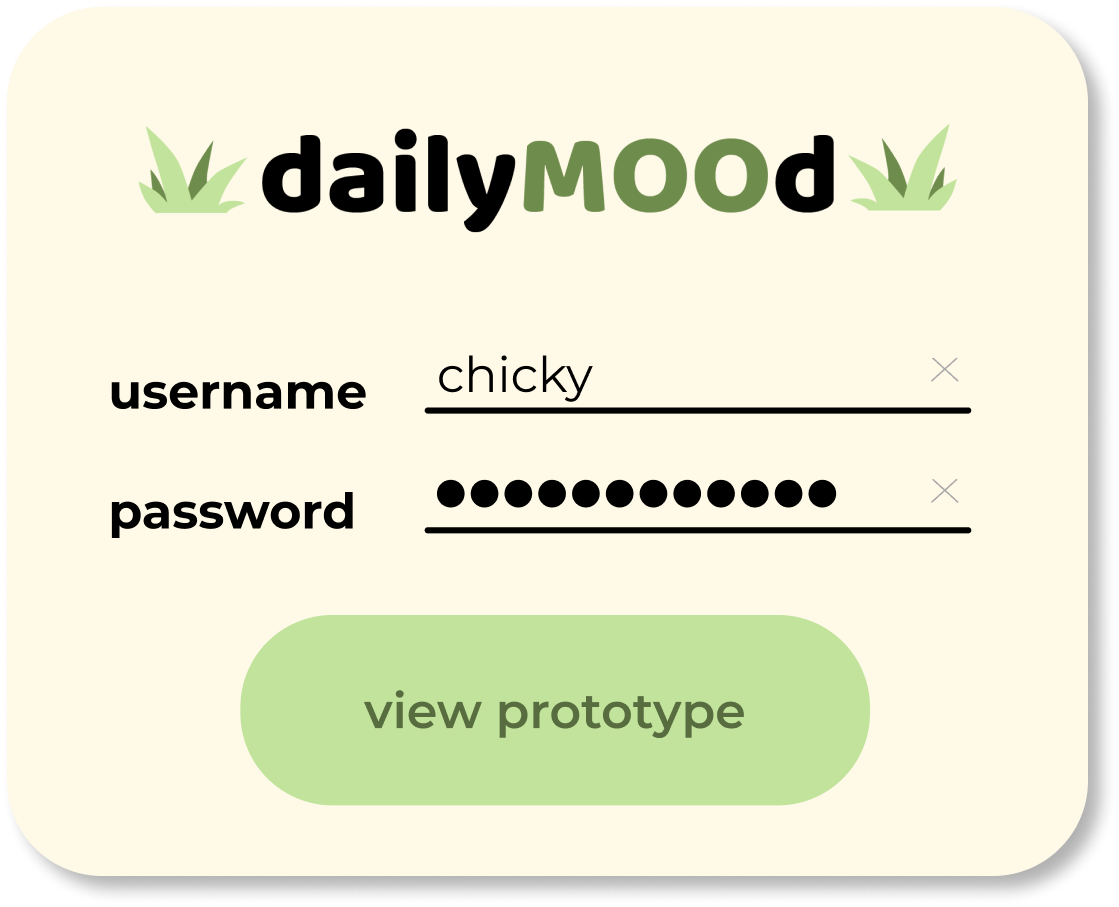 dailyMOOd
username chicky
password ●●●●●●●●●●●●
view prototype